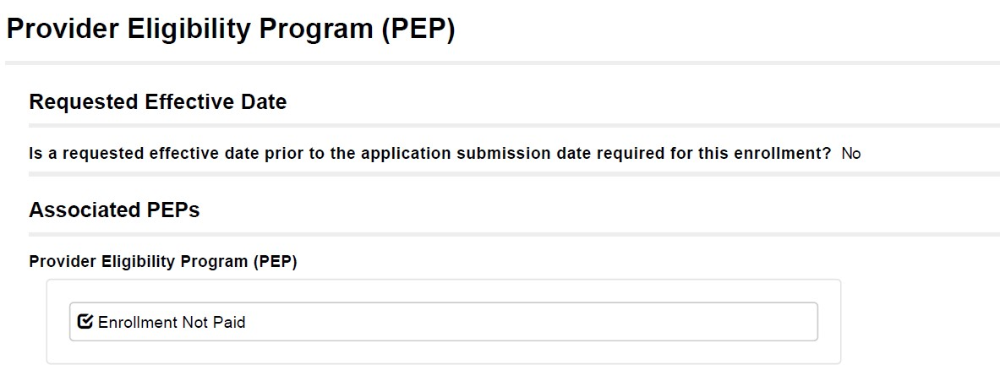 Provider Eligibility Program (PEP)
Requested Effective Date
Is a requested effective date prior to the application submission date required for this enrollment? No
Associated PEPs
Provider Eligibility Program (PEP)
Enrollment Not Paid